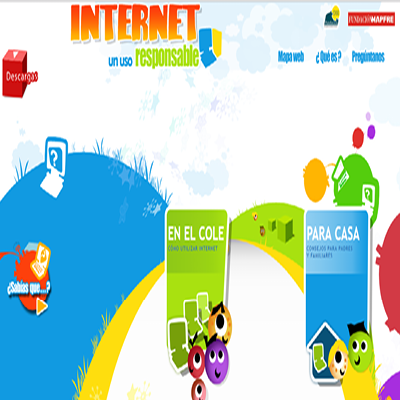 INTERNET
un uso responsable
FUNDACIÓN MAPFRE
Mapa web
¿Qué es?
Pregúntanos
Descargas
EN EL COLE
CÓMO UTILIZAR INTERNET
PARA CASA
CONSEJOS PARA PADRES
Y FAMILIARES
¿Sabías que...?